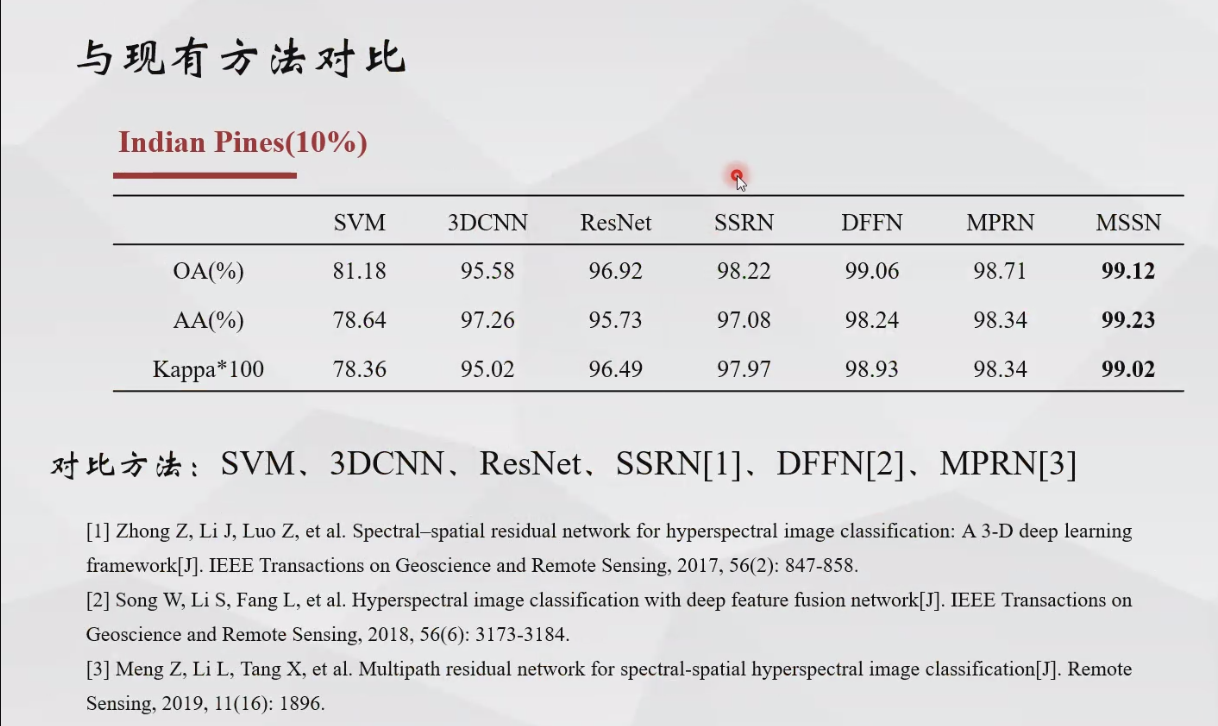 与现有方法对比
Indian Pines(10%)
SVM 3DCNN ResNet SSRN DFFN MPRN MSSN
OA(%) 81.18 95.58 96.92 98.22 99.06 98.71 99.12
AA(%) 78.64 97.26 95.73 97.08 98.24 98.34 99.23
Kappa*100 78.36 95.02 96.49 97.97 98.93 98.34 99.02
对比方法：SVM、3DCNN、ResNet、SSRN[1]、DFFN[2]、MPRN[3]
[1] Zhong Z, Li J, Luo Z, et al. Spectral–spatial residual network for hyperspectral image classification: A 3-D deep learning
framework[J]. IEEE Transactions on Geoscience and Remote Sensing, 2017, 56(2): 847-858.
[2] Song W, Li S, Fang L, et al. Hyperspectral image classification with deep feature fusion network[J]. IEEE Transactions on
Geoscience and Remote Sensing, 2018, 56(6): 3173-3184.
[3] Meng Z, Li L, Tang X, et al. Multipath residual network for spectral-spatial hyperspectral image classification[J]. Remote
Sensing, 2019, 11(16): 1896.